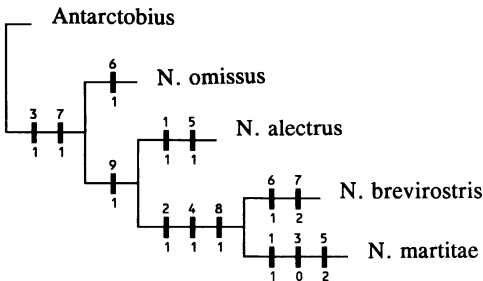 Antarctobius
6
N. omissus
1
3 7
1 1
1 5
N. alectrus
1 1
9
1
6 7
N. brevirostris
1 2
2 4 8
1 1 1
1 3 5
N. martitae
1 0 2